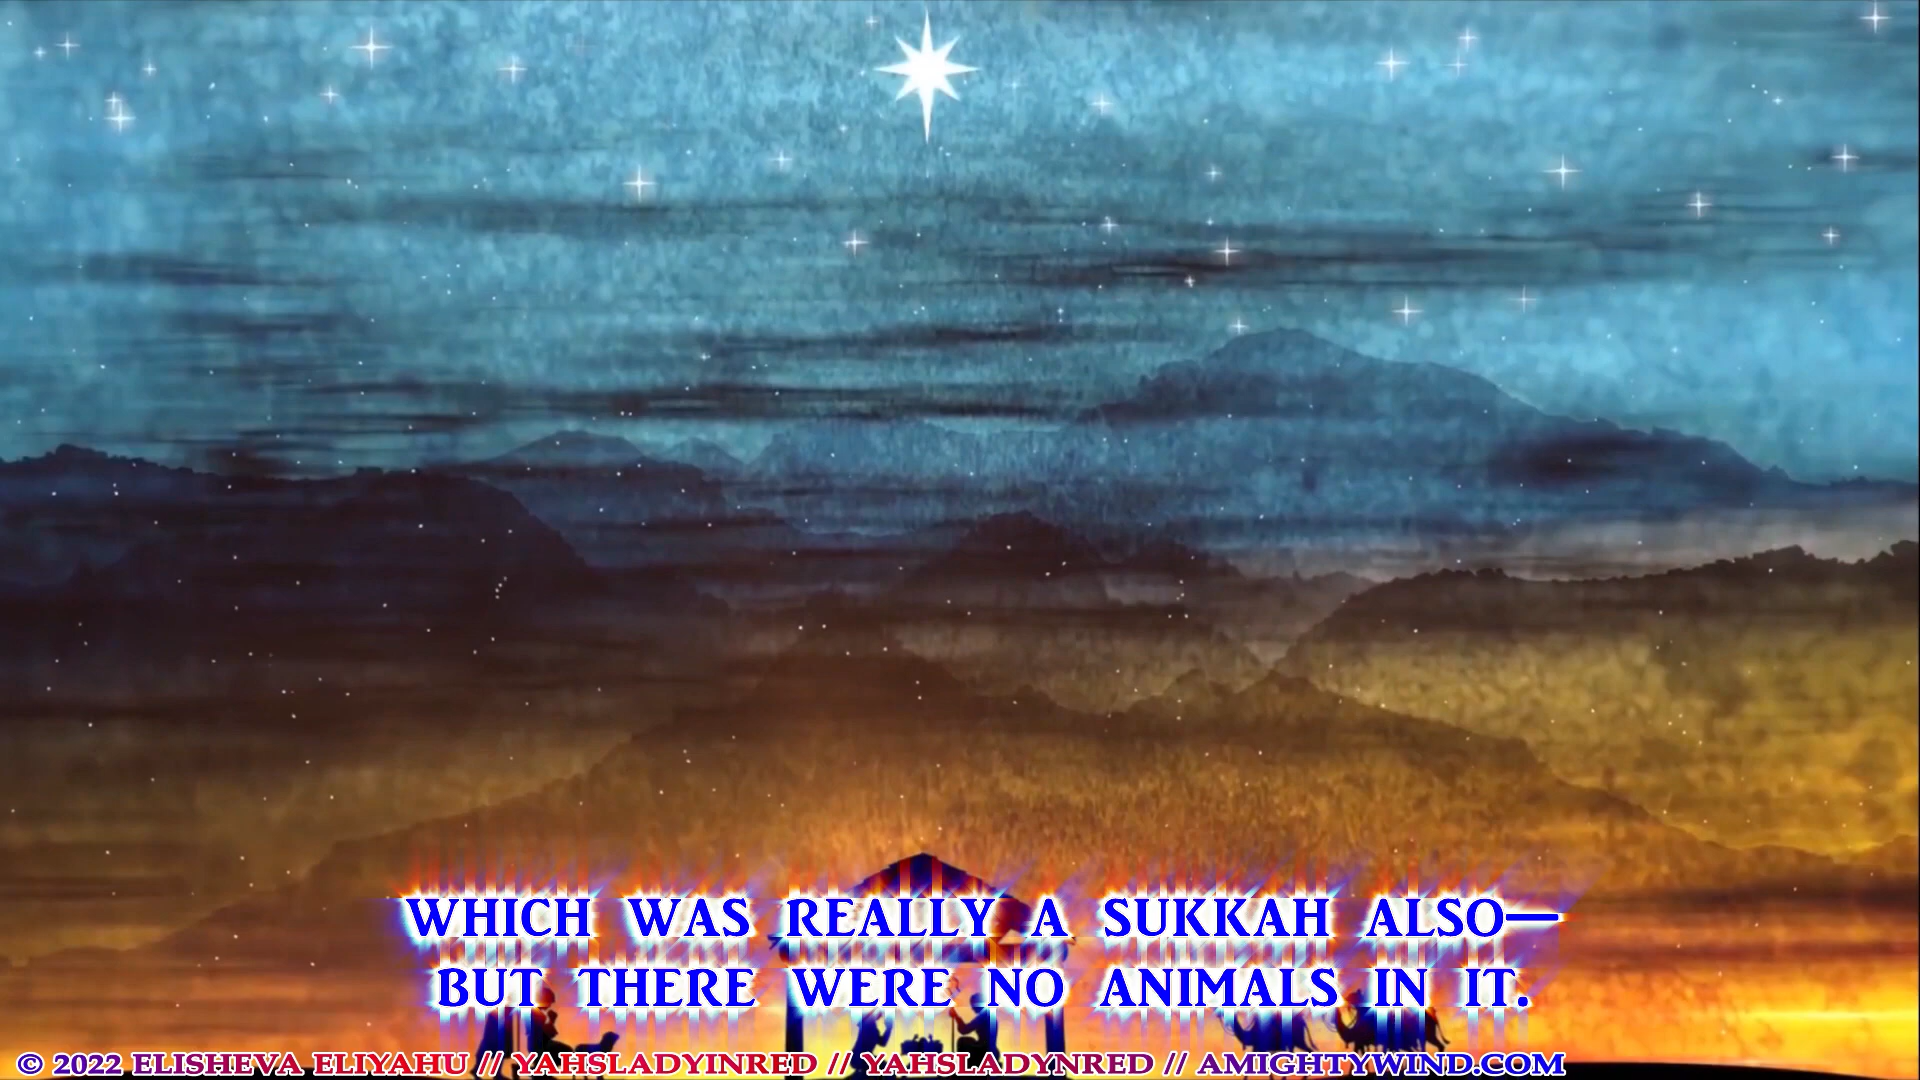 WHICH WAS REALLY A SUKKAH ALSO—
BUT THERE WERE NO ANIMALS IN IT.
© 2022 ELISHEVA ELIYAHU // YAHSLADYINRED // YAHSLADYNRED // AMIGHTYWIND.COM